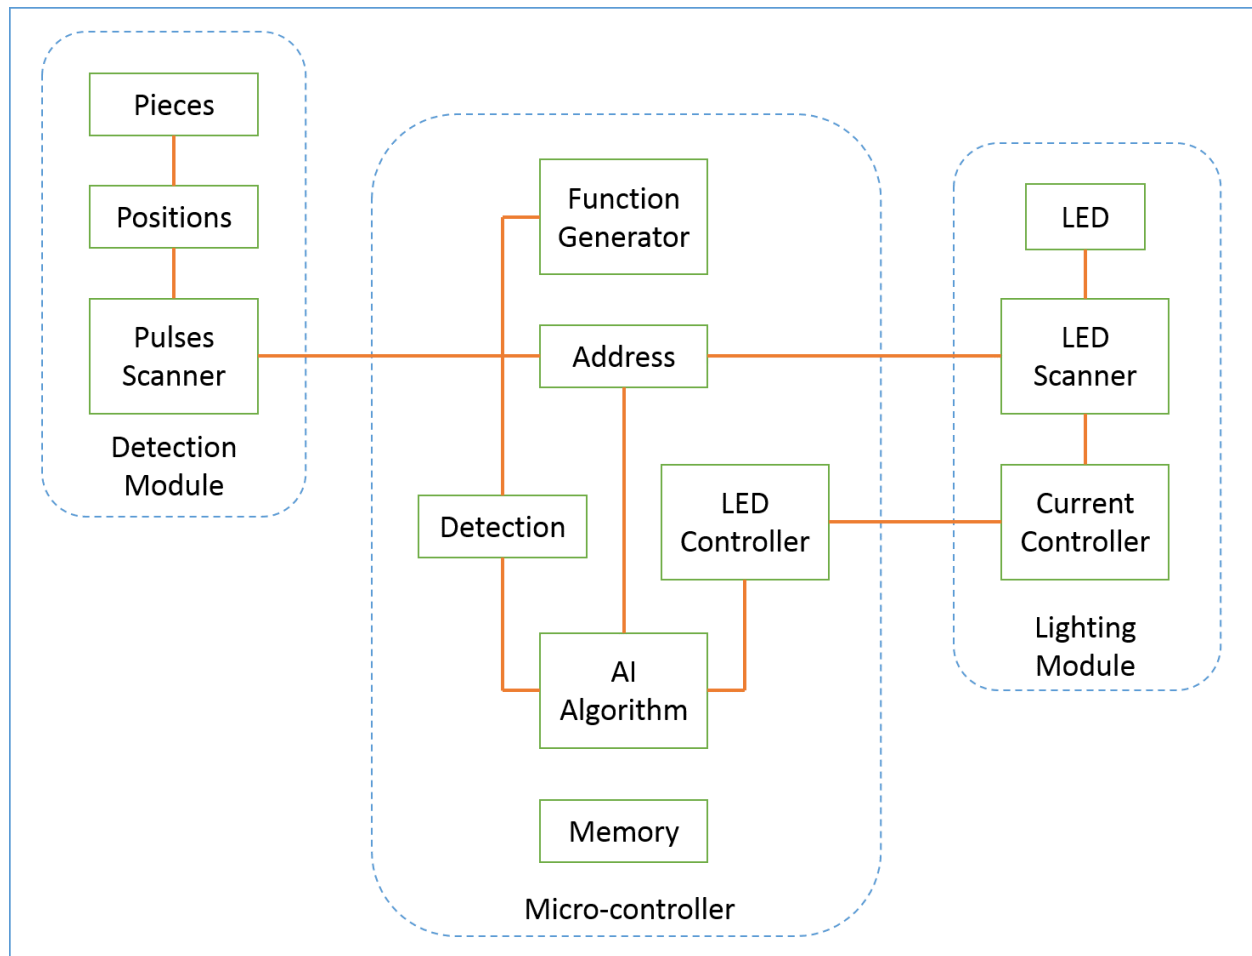 Pieces
Positions
Pulses
Scanner
Detection
Module
Function
Generator
Address
Detection
LED
Controller
AI
Algorithm
Memory
Micro-controller
LED
LED
Scanner
Current
Controller
Lighting
Module